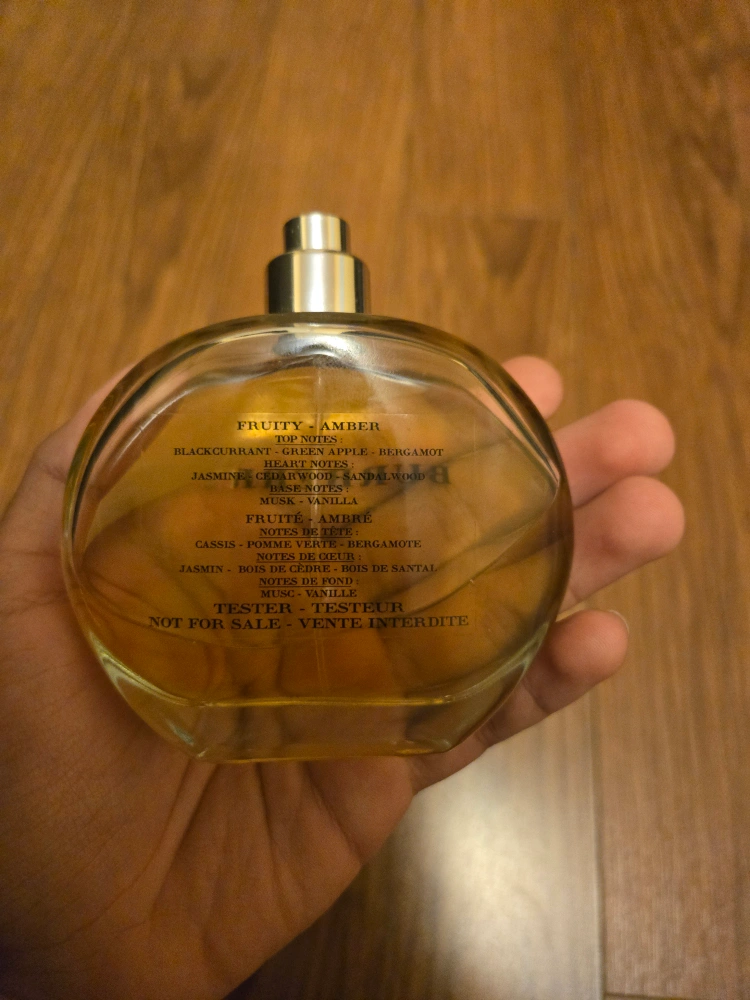 FRUITY - AMBER
TOP NOTES :
BLACKCURRANT - GREEN APPLE - BERGAMOT
HEART NOTES :
JASMINE - CEDARWOOD - SANDALWOOD
BASE NOTES :
MUSK - VANILLA
FRUITÉ - AMBRÉ
NOTES DE TÊTE :
CASSIS - POMME VERTE - BERGAMOTE
NOTES DE CŒUR :
JASMIN - BOIS DE CÈDRE - BOIS DE SANTAL
NOTES DE FOND :
MUSC - VANILLE
TESTER - TESTEUR
NOT FOR SALE - VENTE INTERDITE